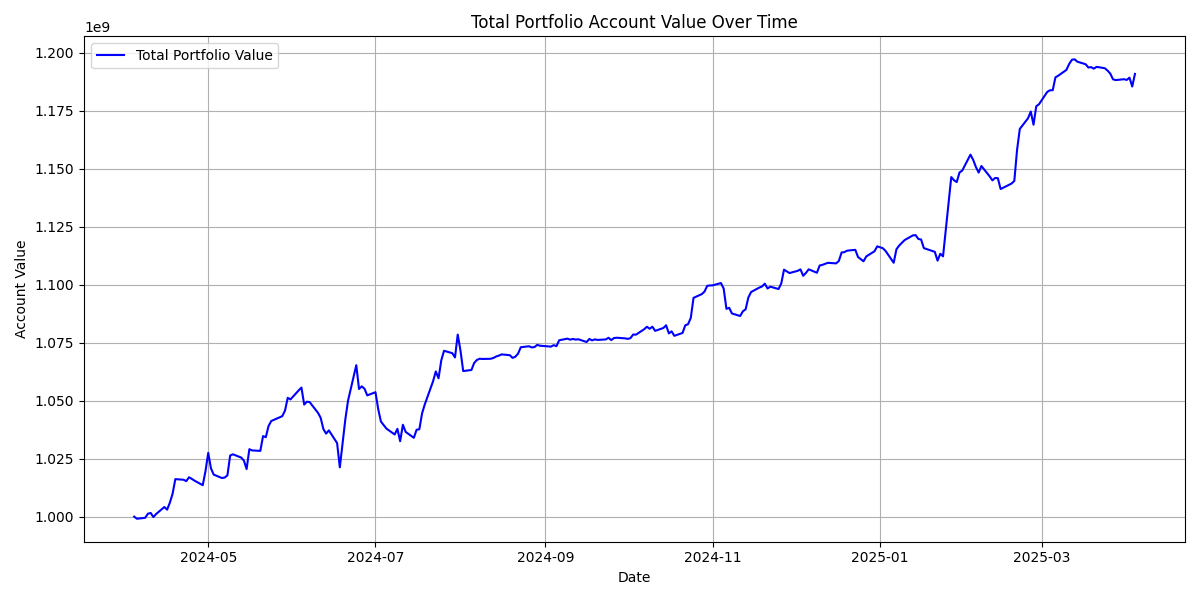 Total Portfolio Account Value Over Time
1e9
Total Portfolio Value
1.200
1.175
1.150
1.125
1.100
1.075
1.050
1.025
1.000
Account Value
2024-05 2024-07 2024-09 2024-11 2025-01 2025-03
Date